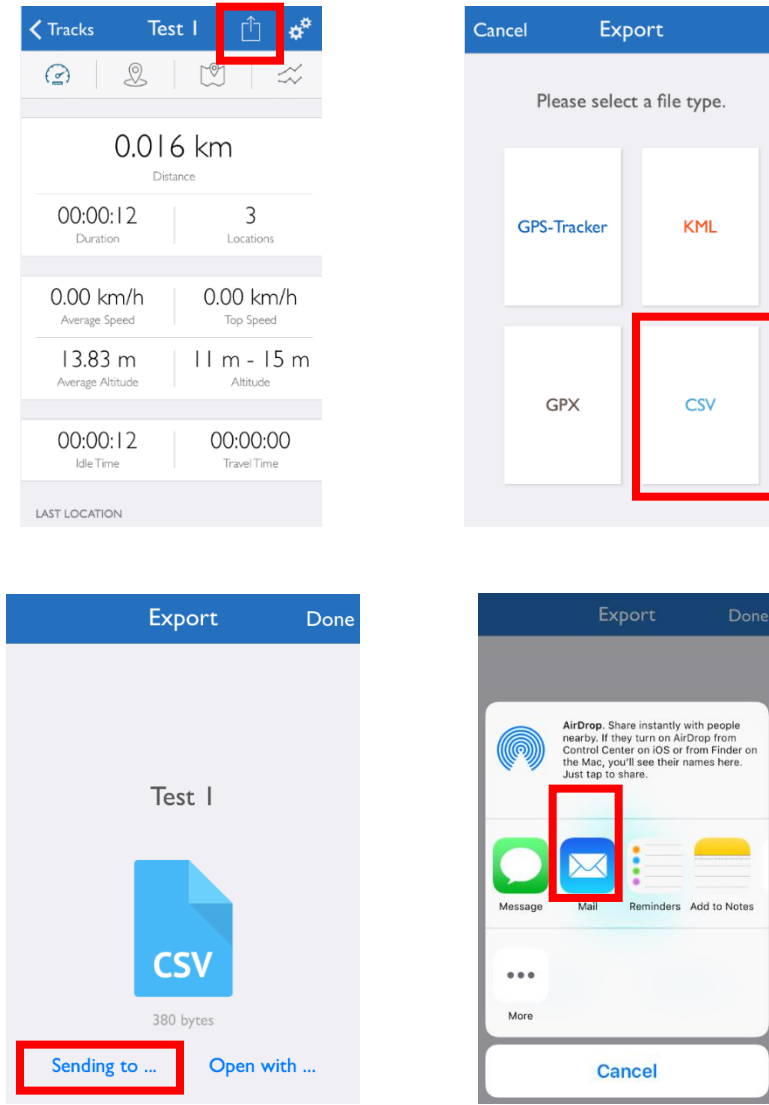 Tracks Test 1
0.016 km
Distance
00:00:12 3
Duration Locations
0.00 km/h 0.00 km/h
Average Speed Top Speed
13.83 m 11 m - 15 m
Average Altitude Altitude
00:00:12 00:00:00
Idle Time Travel Time
LAST LOCATION
Cancel Export
Please select a file type.
GPS-Tracker KML
GPX CSV
Export Done
Test 1
CSV
380 bytes
Sending to ... Open with ...
Export Done
AirDrop. Share instantly with people
nearby. If they turn on AirDrop from
Control Center on iOS or from Finder on
the Mac, you'll see their names here.
Just tap to share.
Message Mail Reminders Add to Notes
More
Cancel